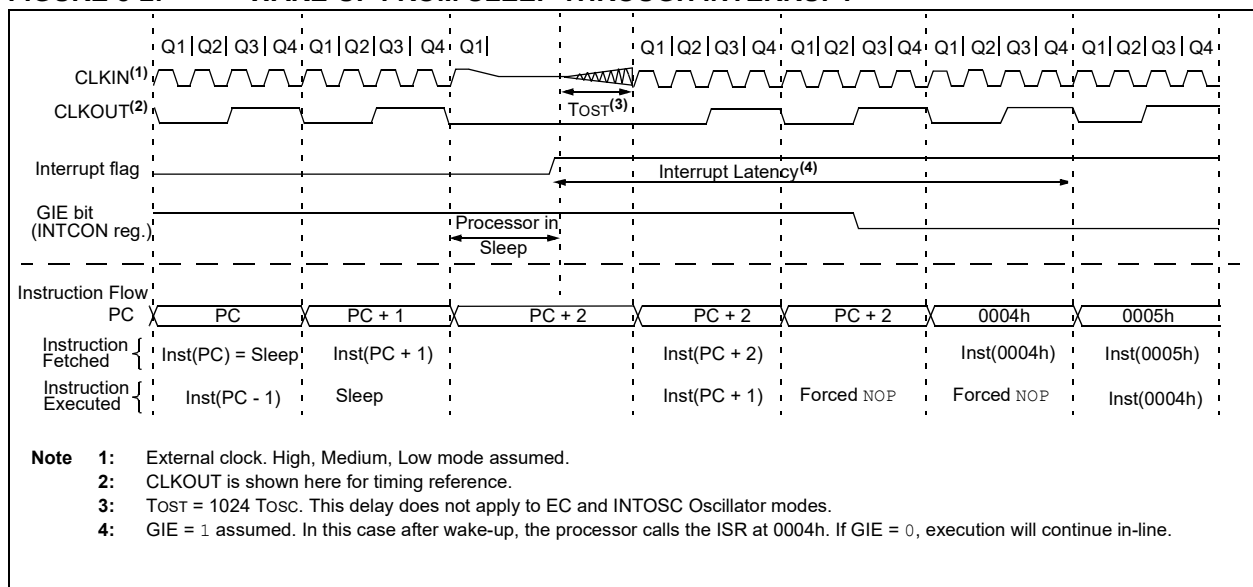 Q1 Q2 Q3 Q4 Q1 Q2 Q3 Q4 Q1 Q1 Q2 Q3 Q4 Q1 Q2 Q3 Q4 Q1 Q2 Q3 Q4 Q1 Q2 Q3 Q4
CLKIN(1)
CLKOUT(2)
TOST(3)
Interrupt flag
Interrupt Latency(4)
GIE bit
(INTCON reg.)
Processor in
Sleep
Instruction Flow
PC PC PC + 1 PC + 2 PC + 2 PC + 2 0004h 0005h
Instruction
Fetched
Inst(PC) = Sleep Inst(PC + 1) Inst(PC + 2) Inst(0004h) Inst(0005h)
Instruction
Executed
Inst(PC - 1) Sleep Inst(PC + 1) Forced NOP Forced NOP Inst(0004h)
Note 1: External clock. High, Medium, Low mode assumed.
2: CLKOUT is shown here for timing reference.
3: TOST = 1024 TOSC. This delay does not apply to EC and INTOSC Oscillator modes.
4: GIE = 1 assumed. In this case after wake-up, the processor calls the ISR at 0004h. If GIE = 0, execution will continue in-line.